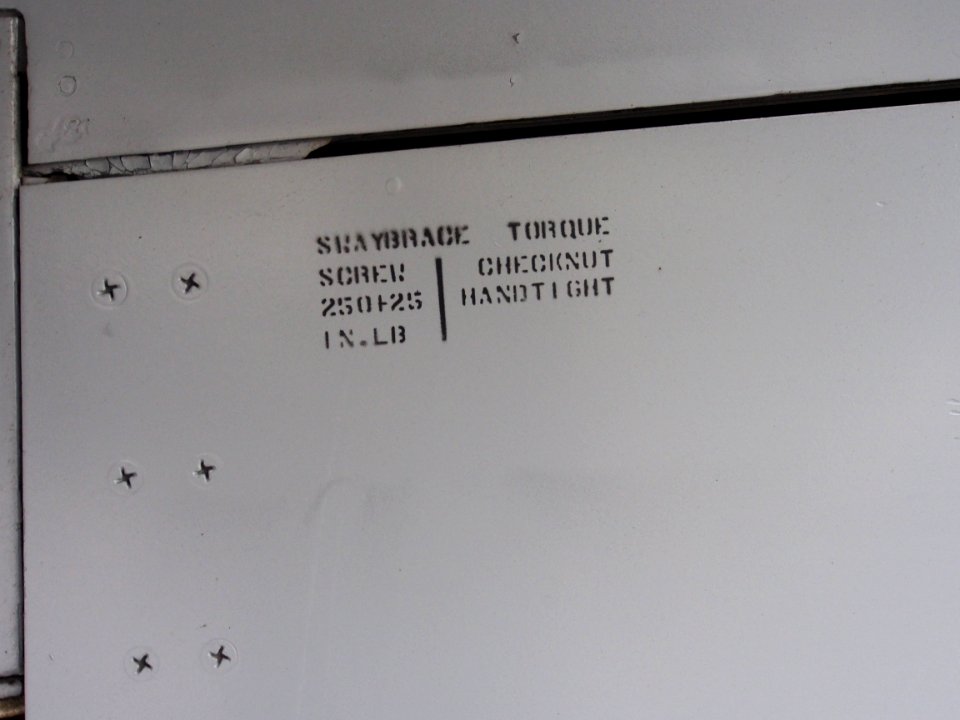 SWAYBRACE TORQUE
SCREW | CHECKNUT
250±25 | HANDTIGHT
IN.LB